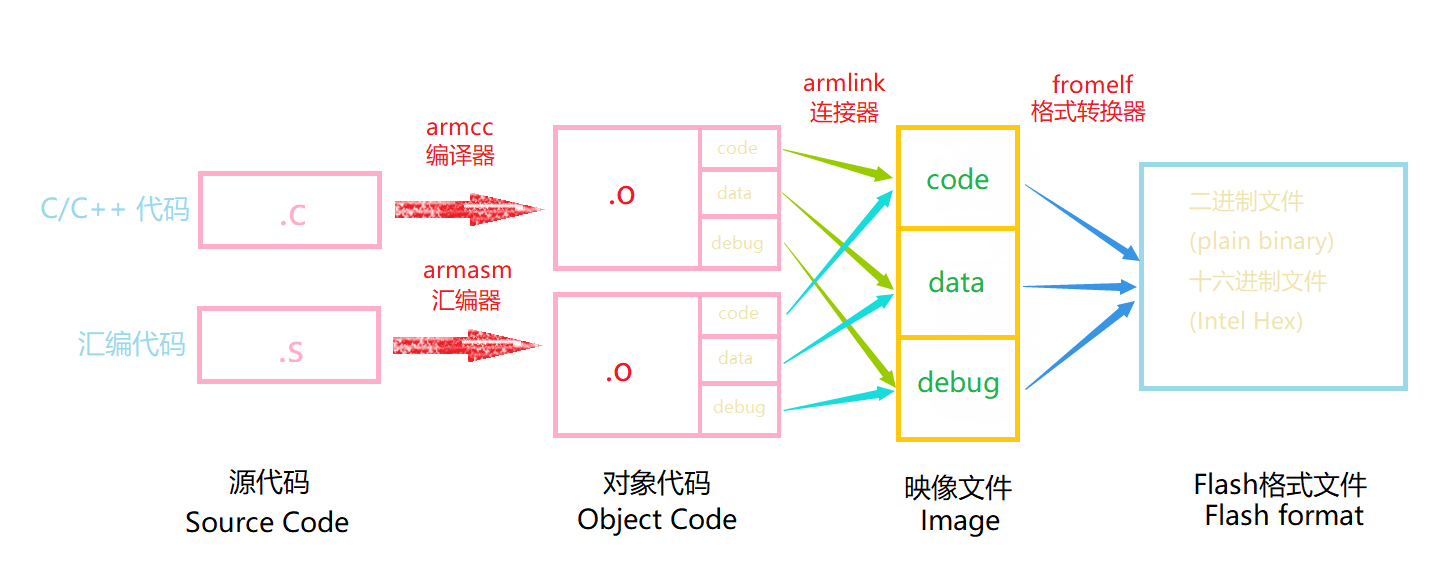 C/C++ 代码
.c
汇编代码
.s
源代码
Source Code
armcc
编译器
armasm
汇编器
.o
code
data
debug
.o
code
data
debug
对象代码
Object Code
armlink
连接器
code
data
debug
映像文件
Image
fromelf
格式转换器
二进制文件
(plain binary)
十六进制文件
(Intel Hex)
Flash格式文件
Flash format